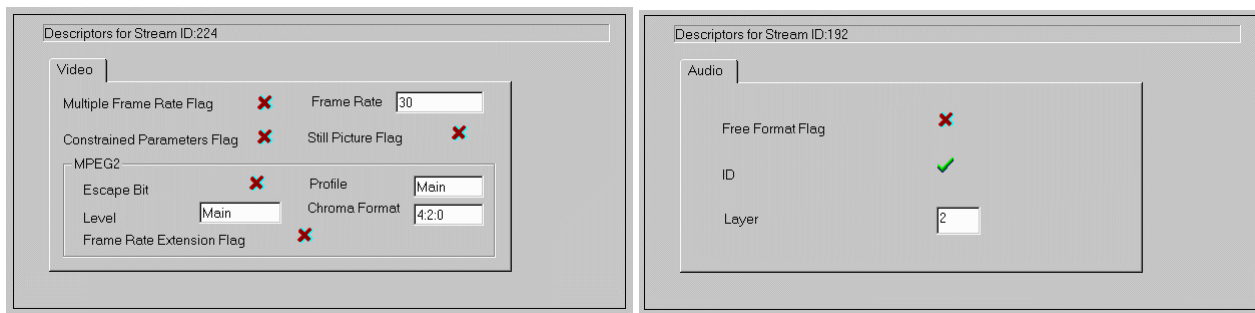 Descriptors for Stream ID:224
Video
Multiple Frame Rate Flag
Frame Rate 30
Constrained Parameters Flag
Still Picture Flag
MPEG2
Escape Bit
Profile Main
Level Main
Chroma Format 4:2:0
Frame Rate Extension Flag
Descriptors for Stream ID:192
Audio
Free Format Flag
ID
Layer 2